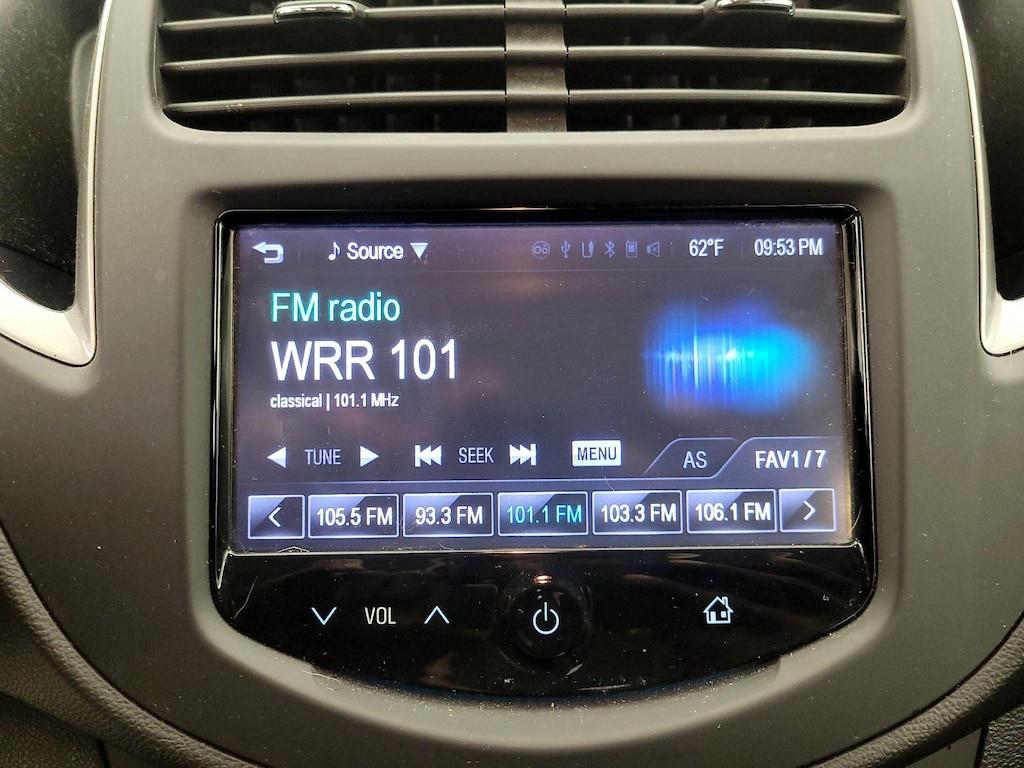 Source 62°F 09:53 PM
FM radio
WRR 101
classical | 101.1 MHz
TUNE SEEK MENU AS FAV1/7
105.5 FM 93.3 FM 101.1 FM 103.3 FM 106.1 FM
VOL